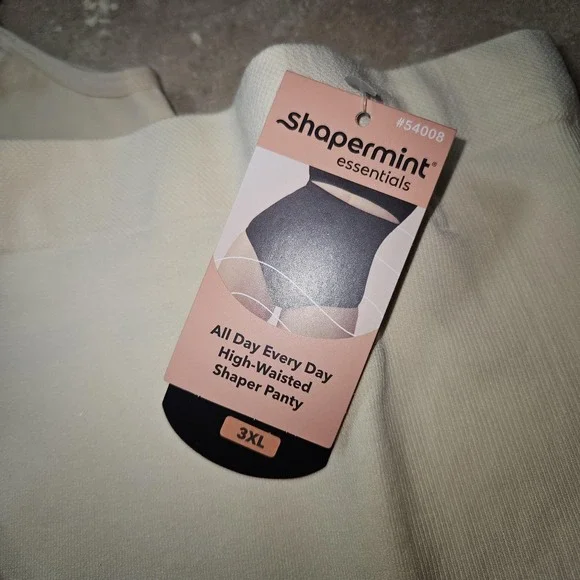 #54008
Shapermint®
essentials
All Day Every Day
High-Waisted
Shaper Panty
3XL